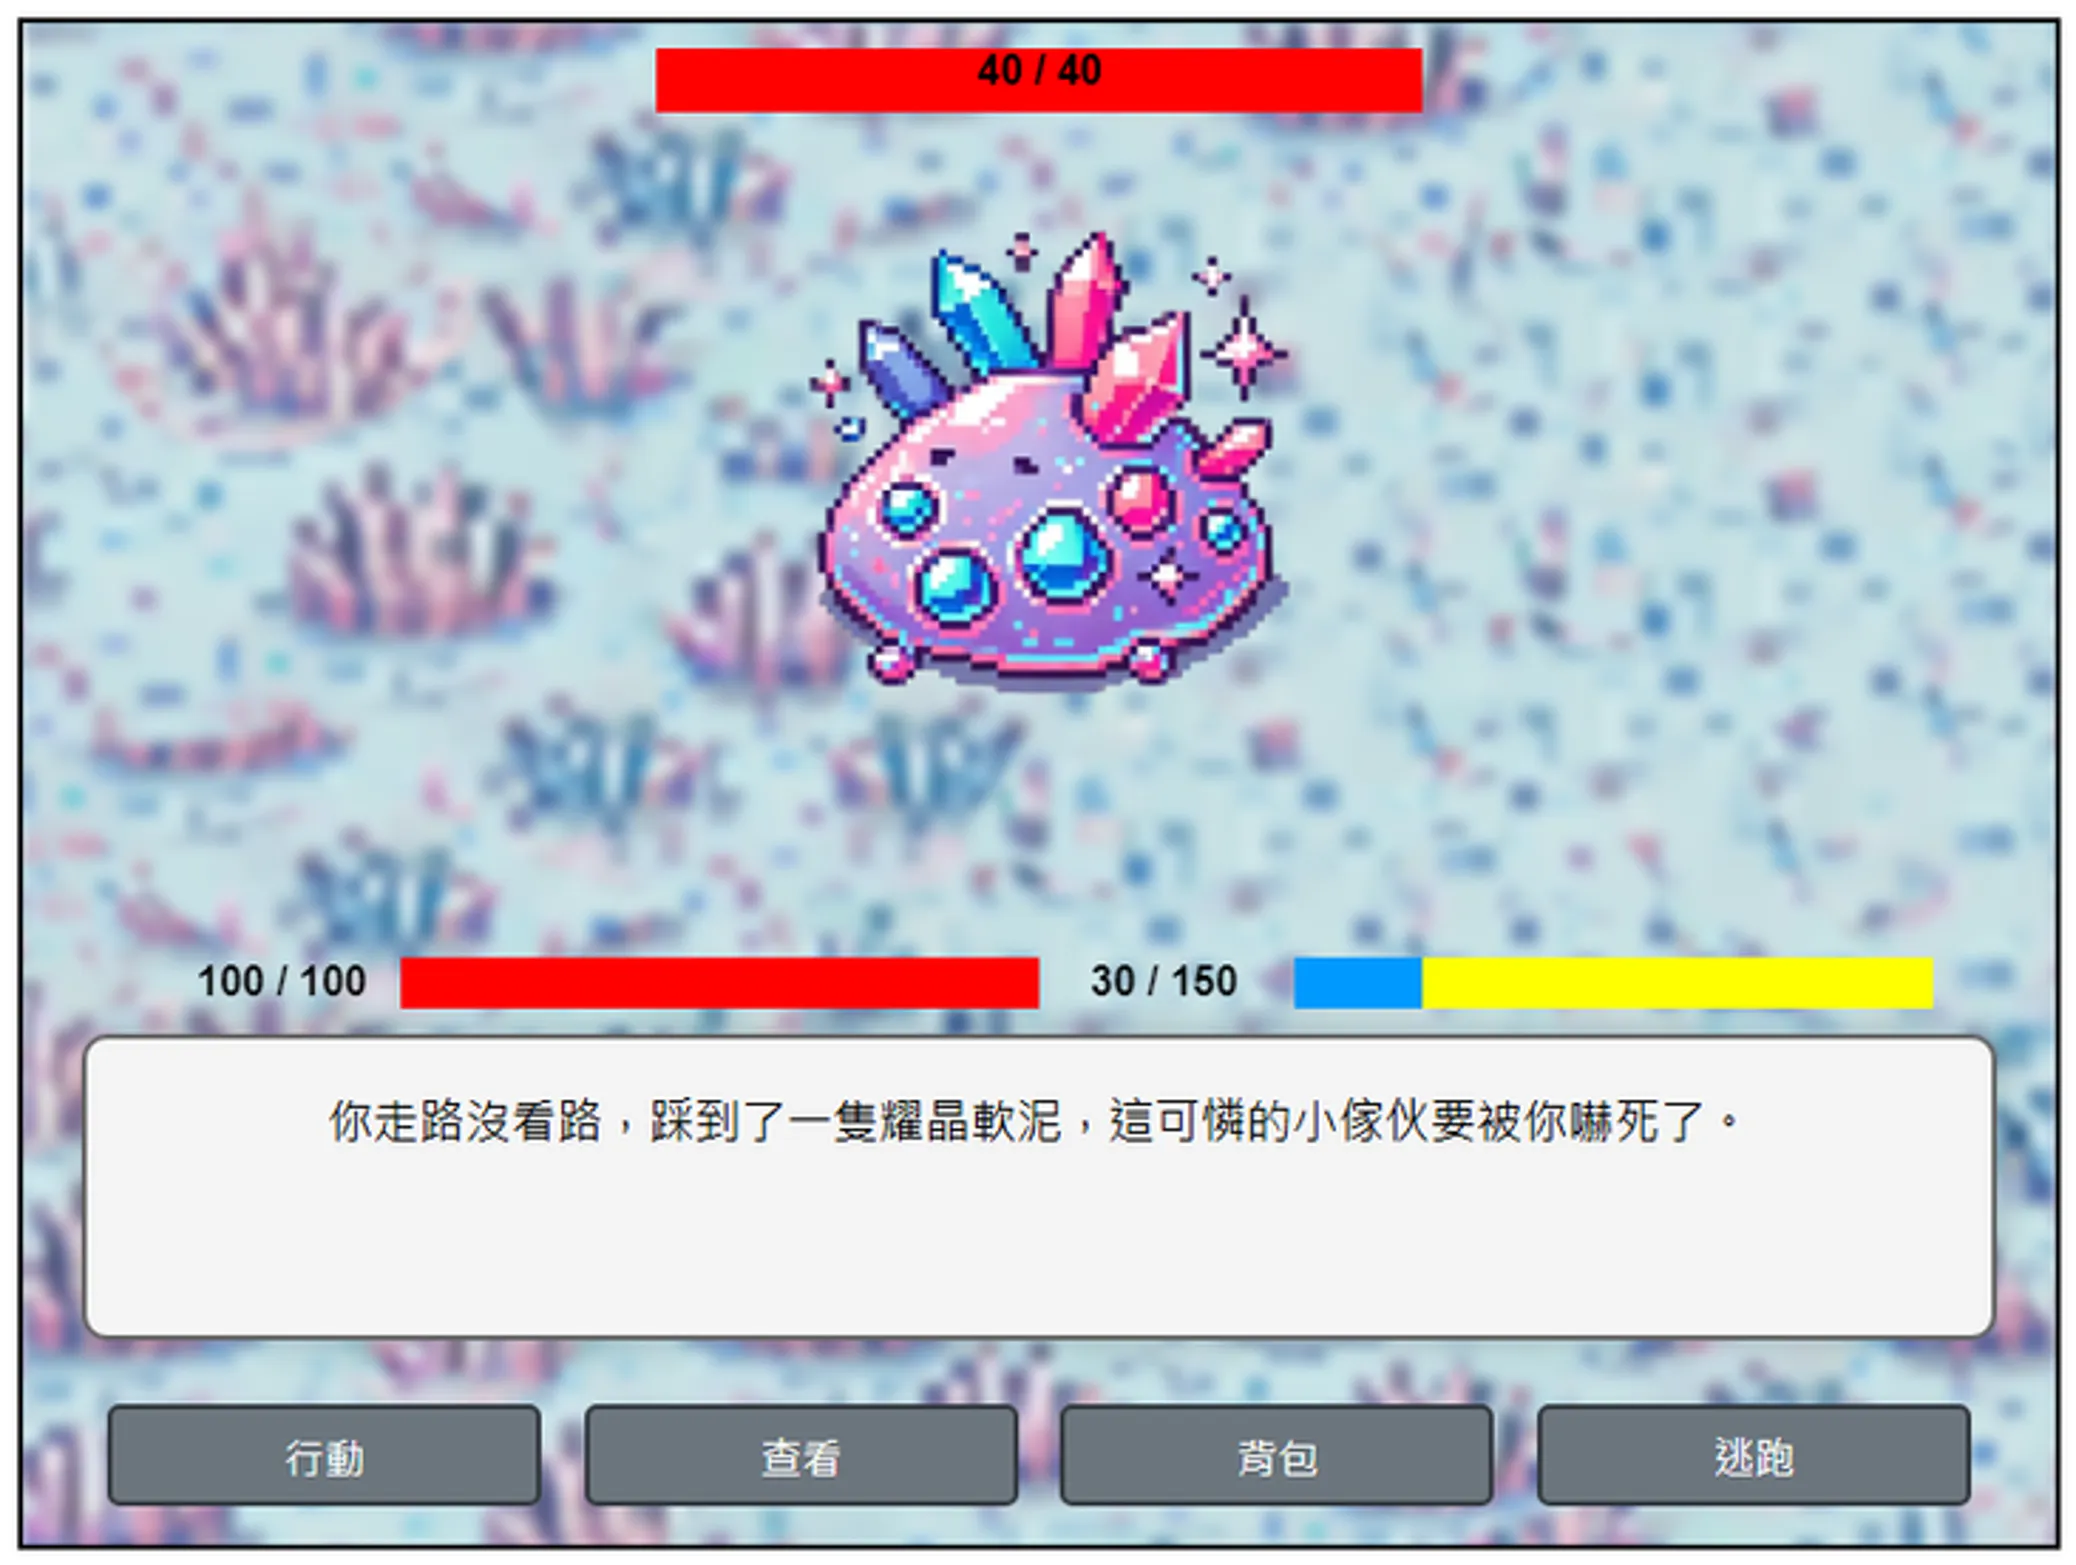 40 / 40
100 / 100
30 / 150
你走路沒看路，踩到了一隻耀晶軟泥，這可憐的小傢伙要被你嚇死了。
行動
查看
背包
逃跑